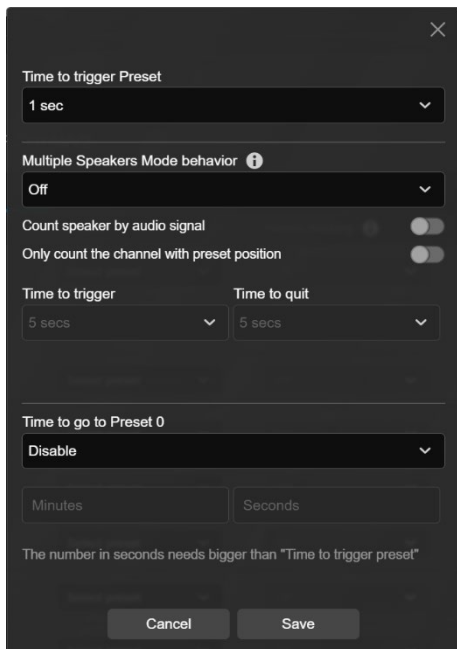 Time to trigger Preset
1 sec
Multiple Speakers Mode behavior
Off
Count speaker by audio signal
Only count the channel with preset position
Time to trigger Time to quit
5 secs 5 secs
Time to go to Preset 0
Disable
Minutes Seconds
The number in seconds needs bigger than "Time to trigger preset"
Cancel Save